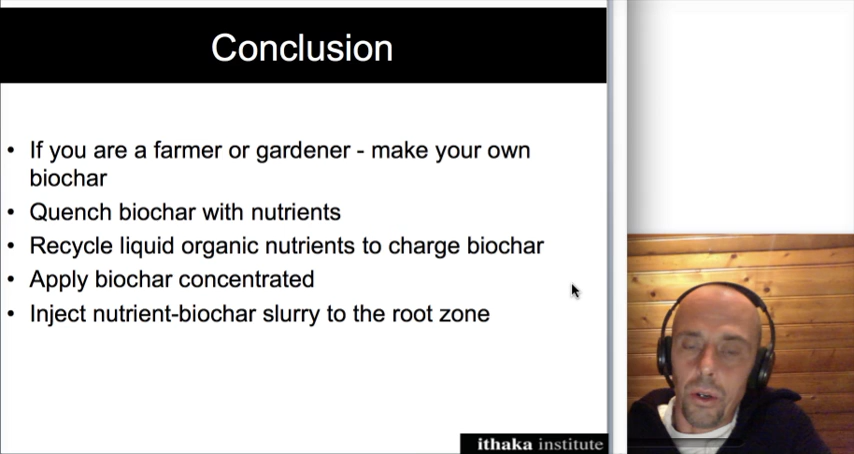 Conclusion
• If you are a farmer or gardener - make your own
biochar
• Quench biochar with nutrients
• Recycle liquid organic nutrients to charge biochar
• Apply biochar concentrated
• Inject nutrient-biochar slurry to the root zone
ithaka institute